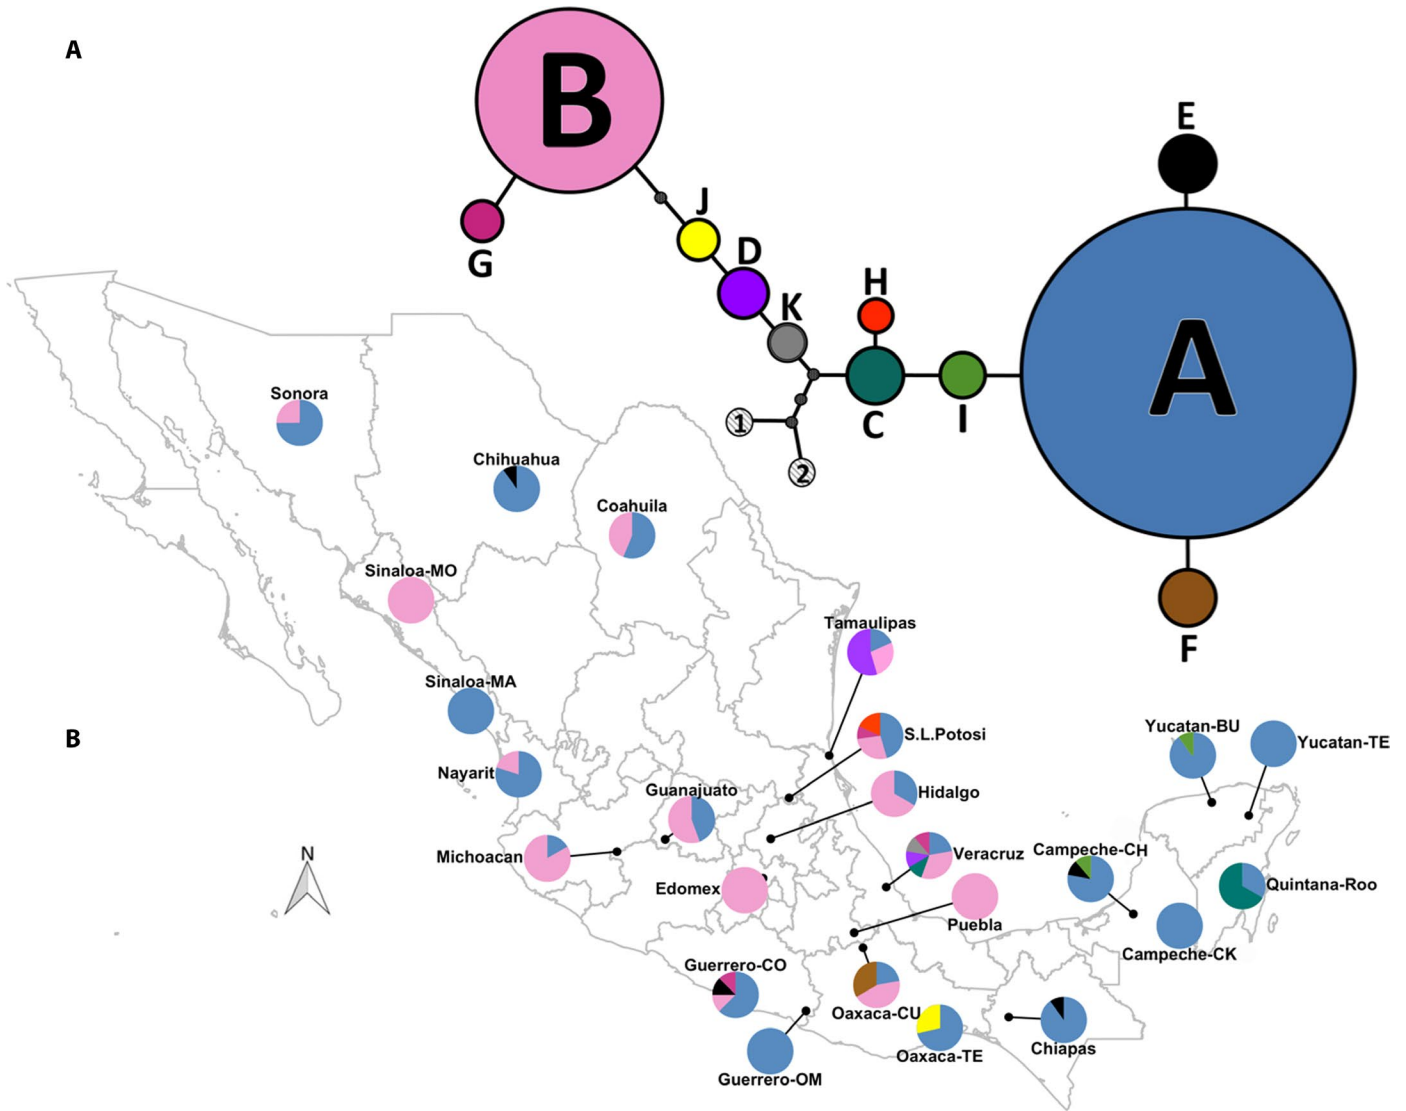 A
B
E
J
G
D
H
K
A
1
C
I
2
F
Sonora
Chihuahua
Coahuila
Sinaloa-MO
Tamaulipas
Sinaloa-MA
B
S.L.Potosi
Yucatan-BU
Yucatan-TE
Nayarit
Guanajuato
Hidalgo
N
Michoacan
Veracruz
Campeche-CH
Edomex
Quintana-Roo
Puebla
Campeche-CK
Guerrero-CO
Oaxaca-CU
Oaxaca-TE
Chiapas
Guerrero-OM